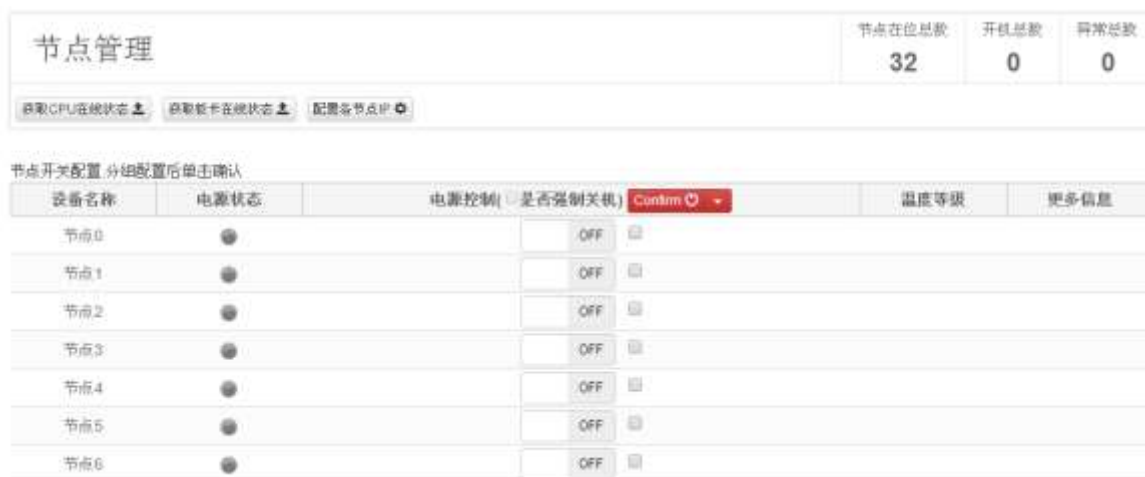 节点管理
节点在位总数 开机总数 异常总数
32 0 0
获取CPU在线状态 获取板卡在线状态 配置各节点IP
节点开关配置 分组配置后单击确认
设备名称 电源状态 电源控制( 是否强制关机) Confirm 温度等级 更多信息
节点0 OFF
节点1 OFF
节点2 OFF
节点3 OFF
节点4 OFF
节点5 OFF
节点6 OFF